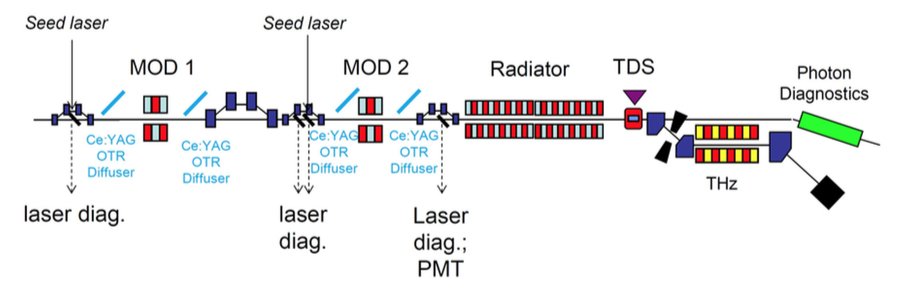 Seed laser
Seed laser
MOD 1
MOD 2
Radiator
TDS
Photon
Diagnostics
Ce:YAG
OTR
Diffuser
Ce:YAG
OTR
Diffuser
Ce:YAG
OTR
Diffuser
Ce:YAG
OTR
Diffuser
THz
laser diag.
laser
diag.
Laser
diag.;
PMT